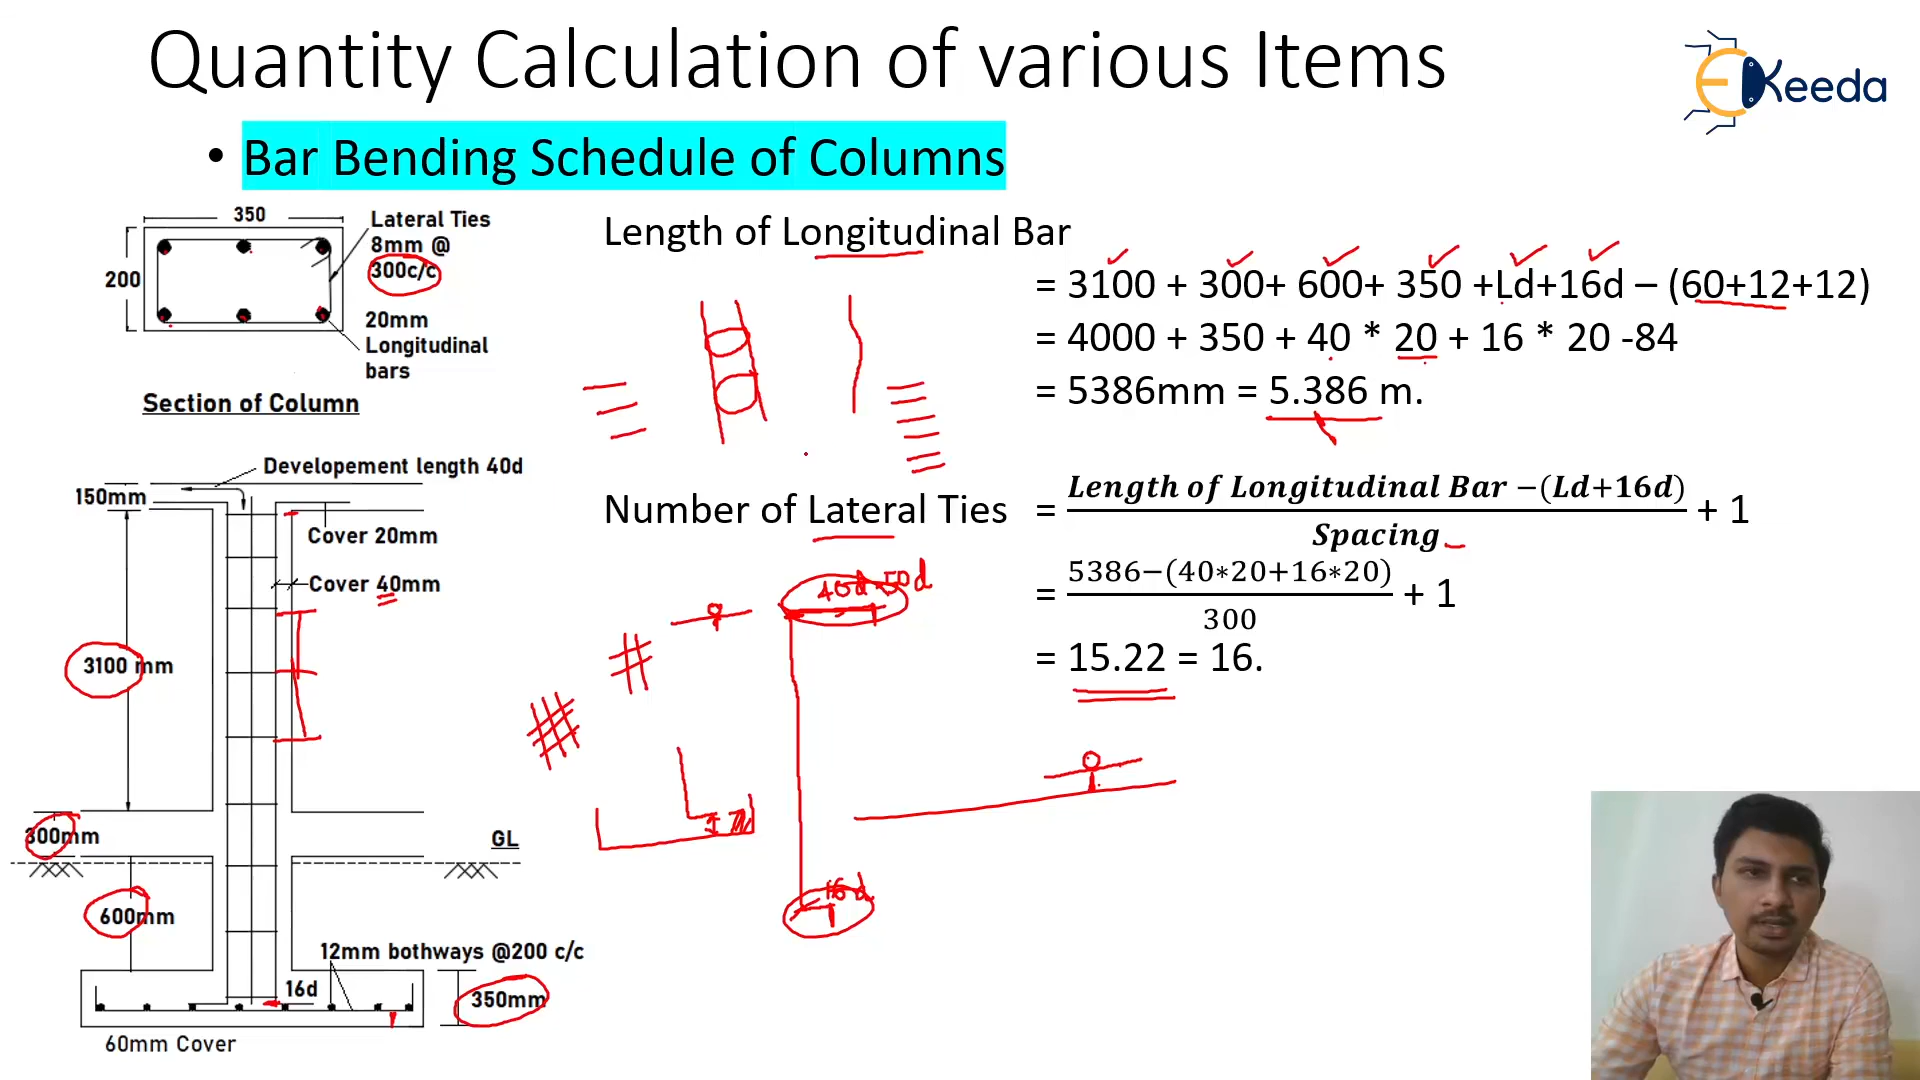 Quantity Calculation of various Items
EKeeda
• Bar Bending Schedule of Columns
350
200
Lateral Ties
8mm @
300c/c
20mm
Longitudinal
bars
Section of Column
Length of Longitudinal Bar
= 3100 + 300+ 600+ 350 +Ld+16d – (60+12+12)
= 4000 + 350 + 40 * 20 + 16 * 20 -84
= 5386mm = 5.386 m.
Number of Lateral Ties = Length of Longitudinal Bar −(Ld+16d) / Spacing + 1
= 5386−(40∗20+16∗20) / 300 + 1
= 15.22 = 16.
Developement length 40d
150mm
Cover 20mm
Cover 40mm
3100 mm
300mm
GL
600mm
12mm bothways @200 c/c
16d
350mm
60mm Cover
40d-50d
16d